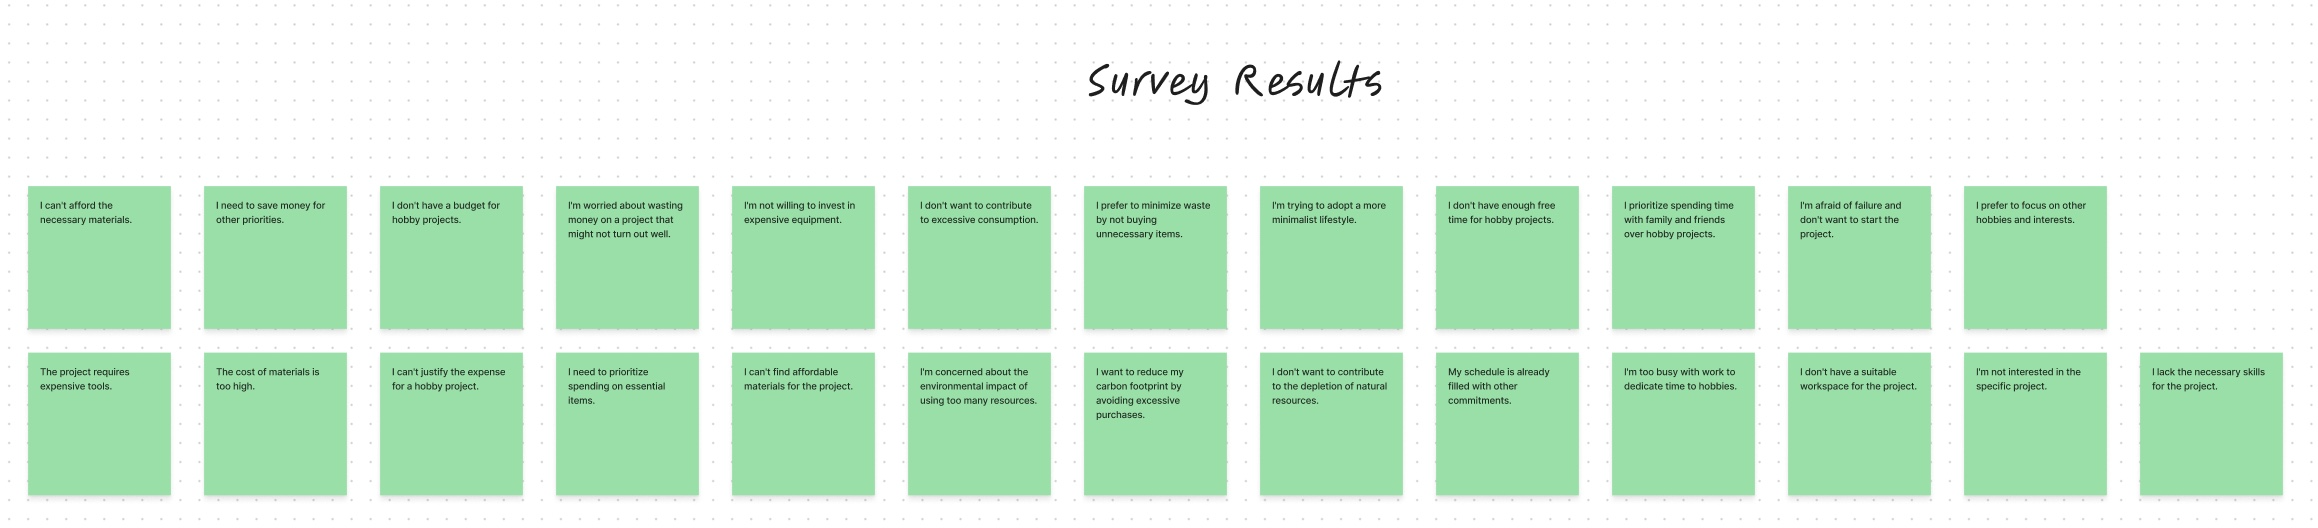 Survey Results
I can't afford the
necessary materials.
I need to save money for
other priorities.
I don't have a budget for
hobby projects.
I'm worried about wasting
money on a project that
might not turn out well.
I'm not willing to invest in
expensive equipment.
I don't want to contribute
to excessive consumption.
I prefer to minimize waste
by not buying
unnecessary items.
I'm trying to adopt a more
minimalist lifestyle.
I don't have enough free
time for hobby projects.
I prioritize spending time
with family and friends
over hobby projects.
I'm afraid of failure and
don't want to start the
project.
I prefer to focus on other
hobbies and interests.
The project requires
expensive tools.
The cost of materials is
too high.
I can't justify the expense
for a hobby project.
I need to prioritize
spending on essential
items.
I can't find affordable
materials for the project.
I'm concerned about the
environmental impact of
using too many resources.
I want to reduce my
carbon footprint by
avoiding excessive
purchases.
I don't want to contribute
to the depletion of natural
resources.
My schedule is already
filled with other
commitments.
I'm too busy with work to
dedicate time to hobbies.
I don't have a suitable
workspace for the project.
I'm not interested in the
specific project.
I lack the necessary skills
for the project.